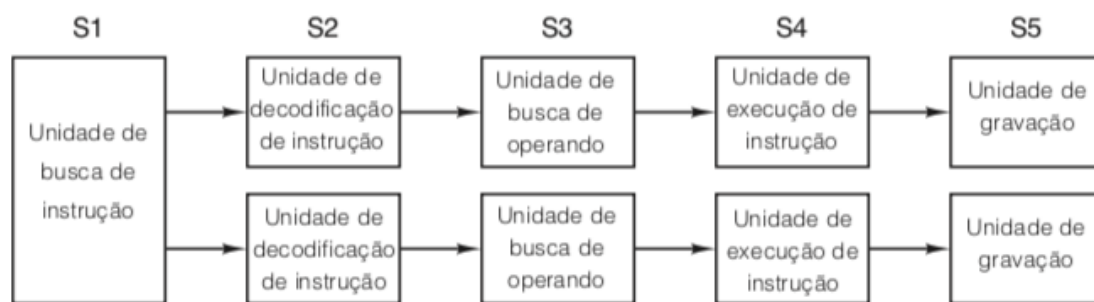 S1
S2
S3
S4
S5
Unidade de
busca de
instrução
Unidade de
decodificação
de instrução
Unidade de
busca de
operando
Unidade de
execução de
instrução
Unidade de
gravação
Unidade de
decodificação
de instrução
Unidade de
busca de
operando
Unidade de
execução de
instrução
Unidade de
gravação